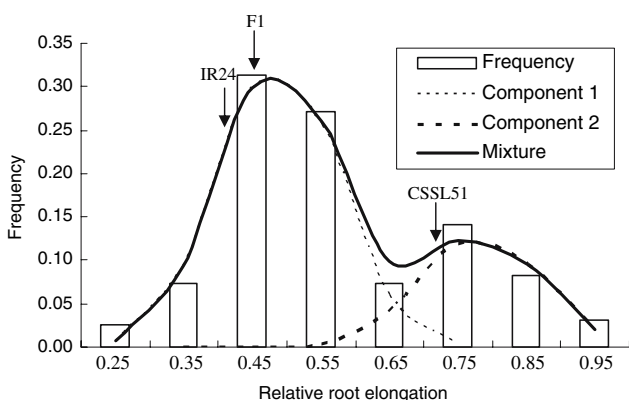 F1
IR24
CSSL51
Frequency
Component 1
Component 2
Mixture
Frequency
0.35
0.30
0.25
0.20
0.15
0.10
0.05
0.00
0.25 0.35 0.45 0.55 0.65 0.75 0.85 0.95
Relative root elongation